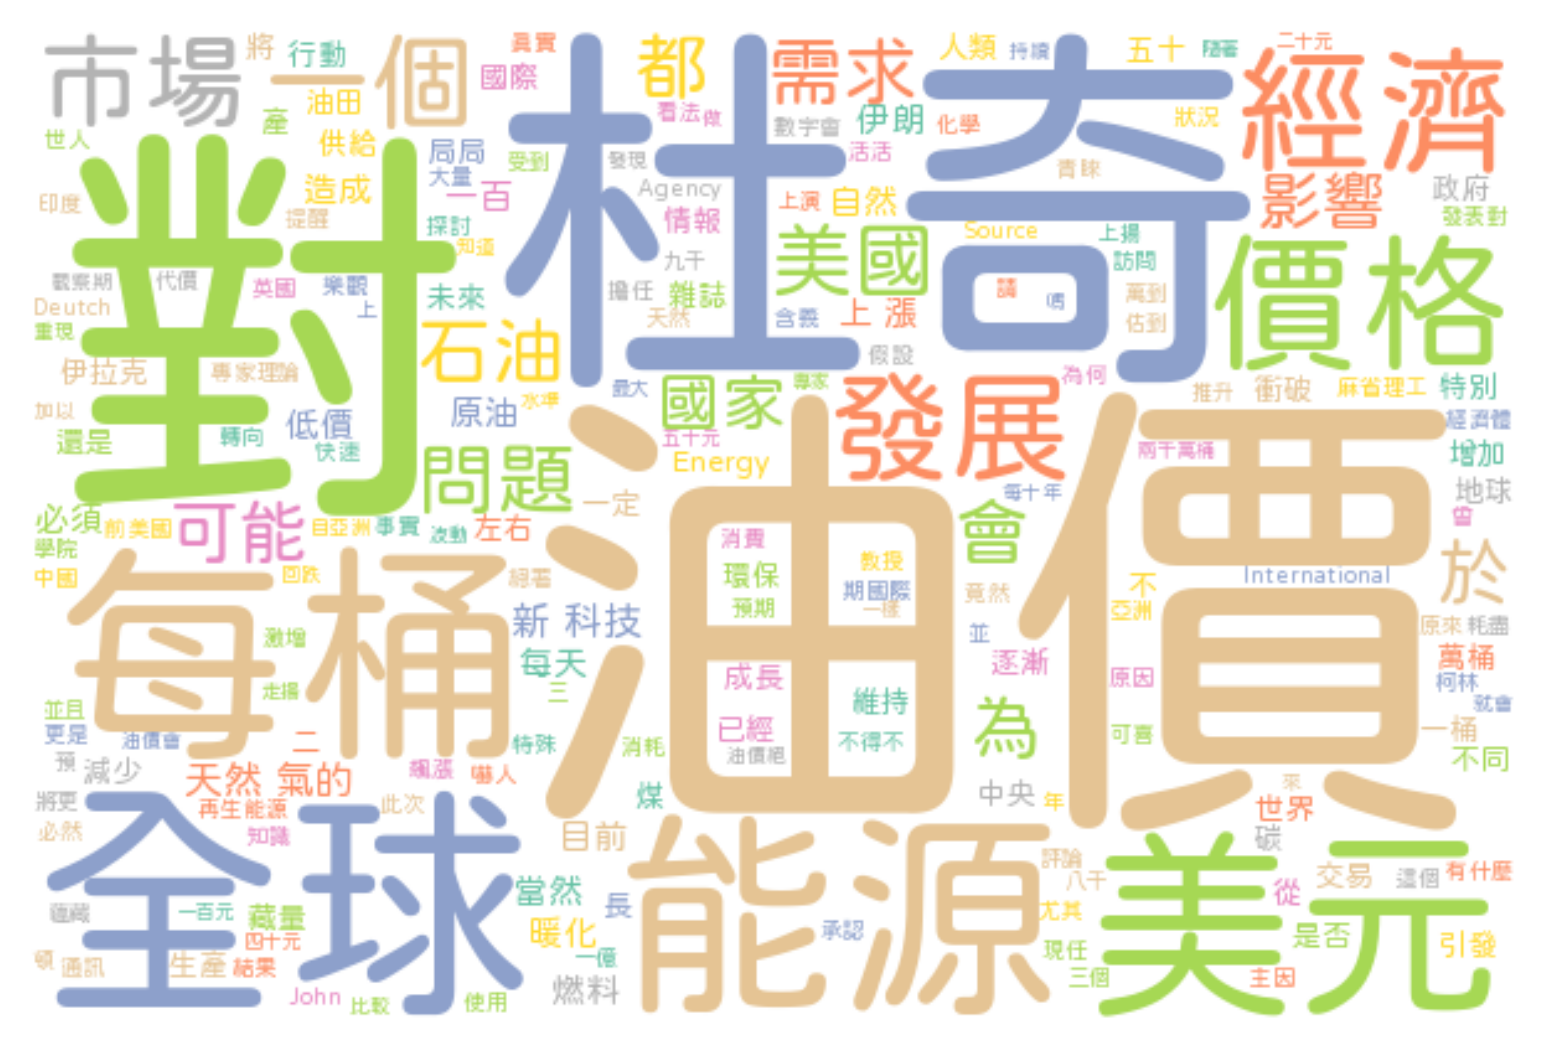 市場
將
行動
一個
真實
國際
都
需求
人類
持續
五十
隨著
二十元
經濟
油田
產
供給
世人
局局
大量
受到
看法
做
數字會
伊朗
化學
狀況
杜奇
發現
活活
青睞
影響
政府
發表對
造成
一百
Agency
情報
上演
自然
印度
提醒
探討
知道
Source
上揚
訪問
對
九千
美國
價格
觀察期
代價
英國
樂觀
上
未來
擔任
雜誌
天然
含義
上 漲
請
萬到
估到
Deutch
重現
石油
假設
為何
伊拉克
專家理論
最大
國家
專家
發展
推升
衝破
麻省理工
特別
加以
低價
原油
水準
五十元
經濟體
還是
轉向
快速
問題
Energy
兩千萬桶
增加
一定
每十年
地球
必須
前美國
可能
自亞洲
事實
波動
左右
油價
會
曾
學院
消費
教授
於
中國
回跌
環保
期國際
竟然
不
International
每桶
新 科技
預期
一樣
亞洲
原來
耗盡
激增
並
每天
逐漸
萬桶
走揚
三
成長
原因
柯林
並且
維持
就會
更是
油價會
二
特殊
消耗
已經
不得不
為
可喜
一桶
油價絕
不同
預
減少
天然 氣的
飆漲
嚇人
將更
再生能源
此次
煤
中央
年
來
世界
必然
知識
目前
碳
全球
能源
評論
八千
美元
交易
這個
有什麼
當然
從
蘊藏
一百元
藏量
長
尤其
四十元
暖化
承認
現任
是否
引發
頓
通訊
生產
結果
一億
三個
主因
John
比較
使用
燃料